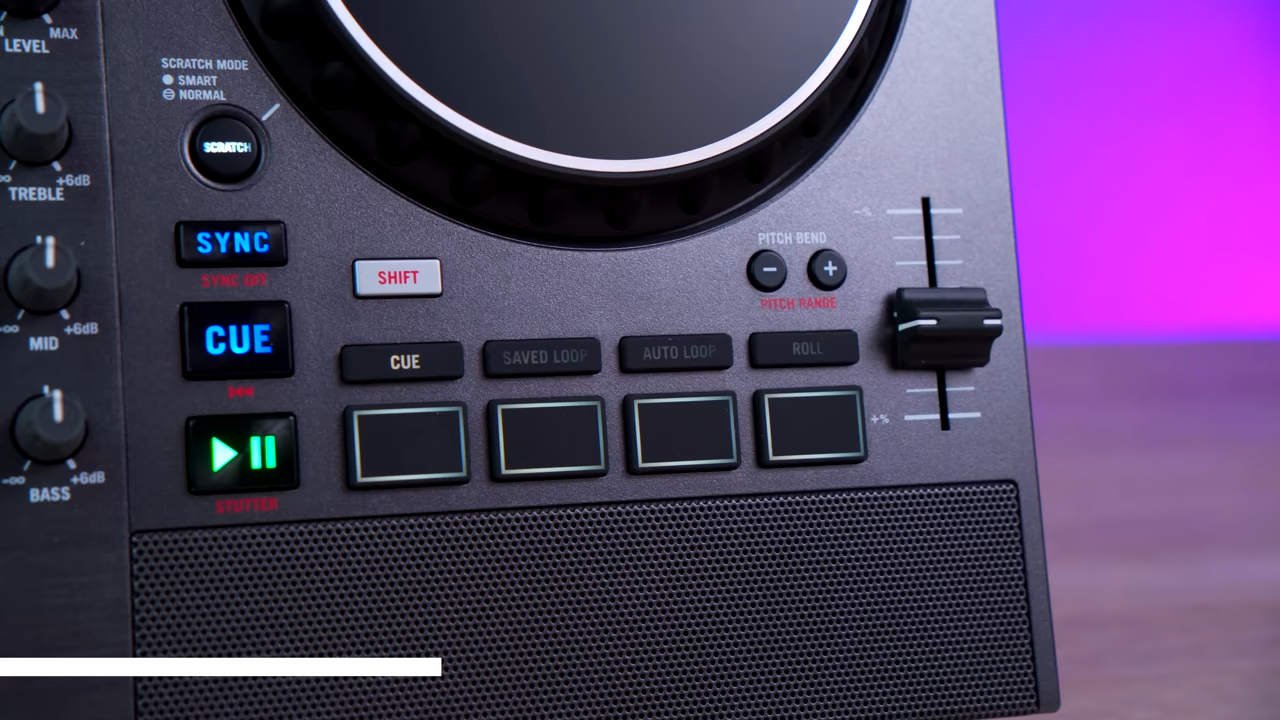 MAX
LEVEL
SCRATCH MODE
SMART
NORMAL
SCRATCH
-∞ +6dB
TREBLE
SYNC
SYNC OFF
-∞ +6dB
MID
CUE
SHIFT
PITCH BEND
- +
PITCH RANGE
-%
CUE
SAVED LOOP
AUTO LOOP
ROLL
+%
-∞ +6dB
BASS
STUTTER